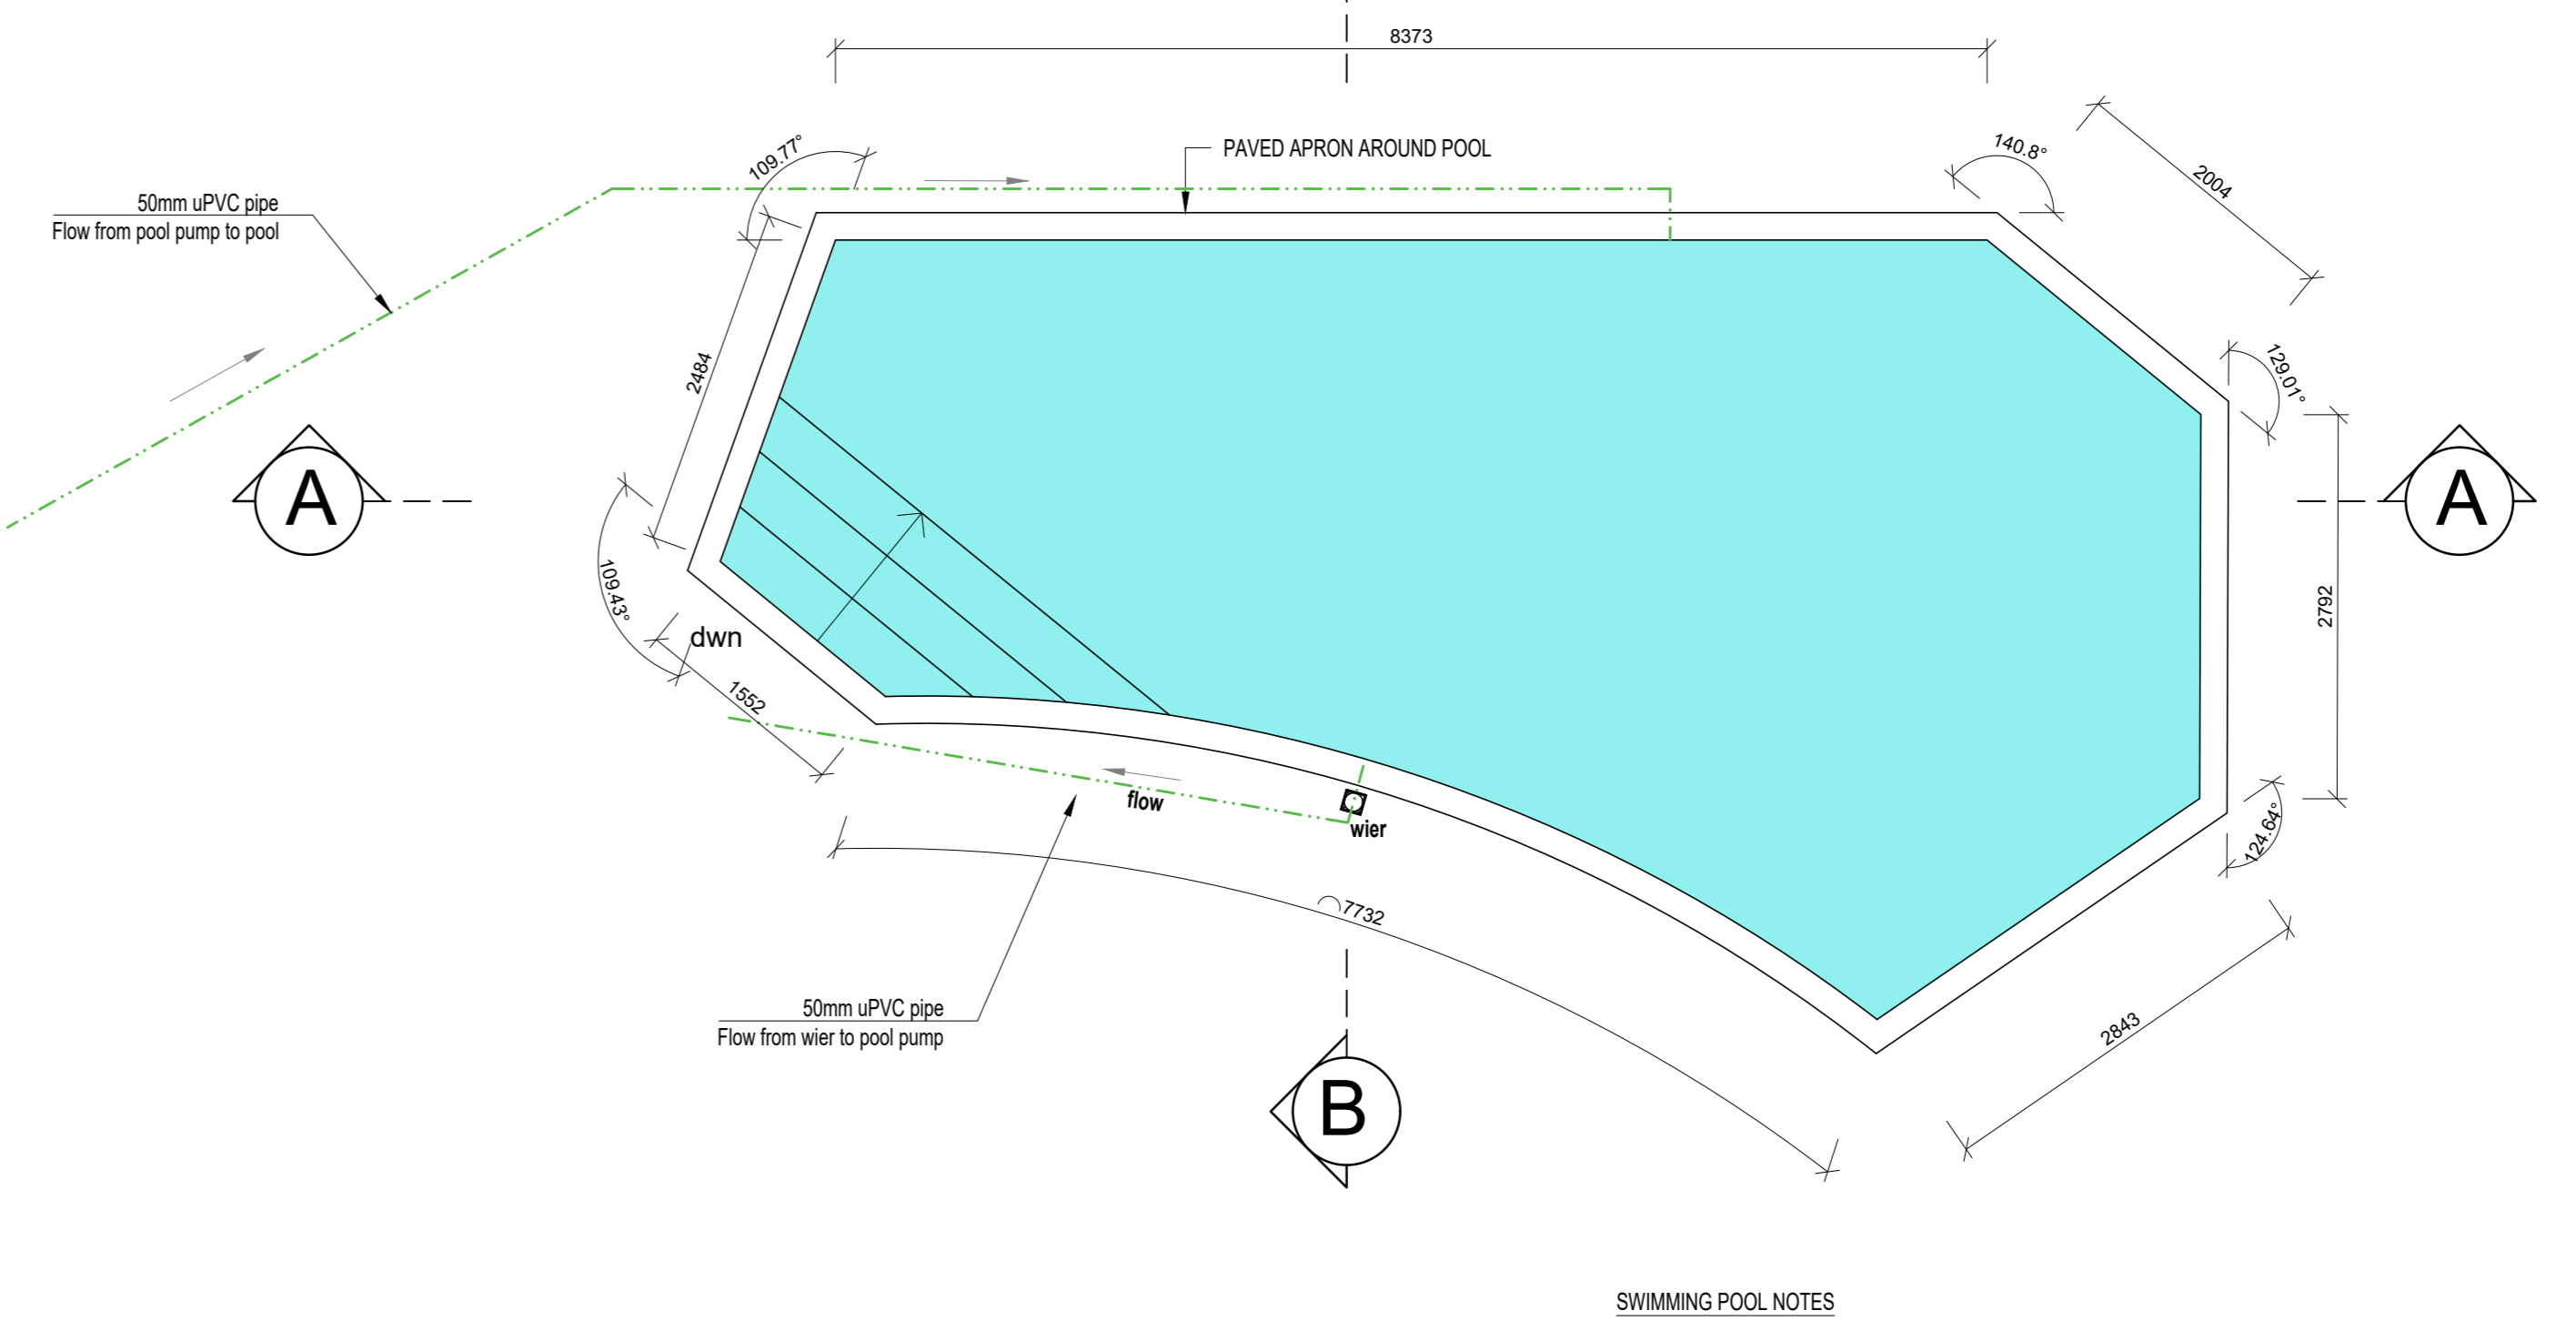 8373
109.77°
PAVED APRON AROUND POOL
140.8°
2004
50mm uPVC pipe
Flow from pool pump to pool
2484
129.01°
A
A
109.43°
dwn
2792
1552
flow
wier
124.64°
7732
50mm uPVC pipe
Flow from wier to pool pump
2843
B
SWIMMING POOL NOTES